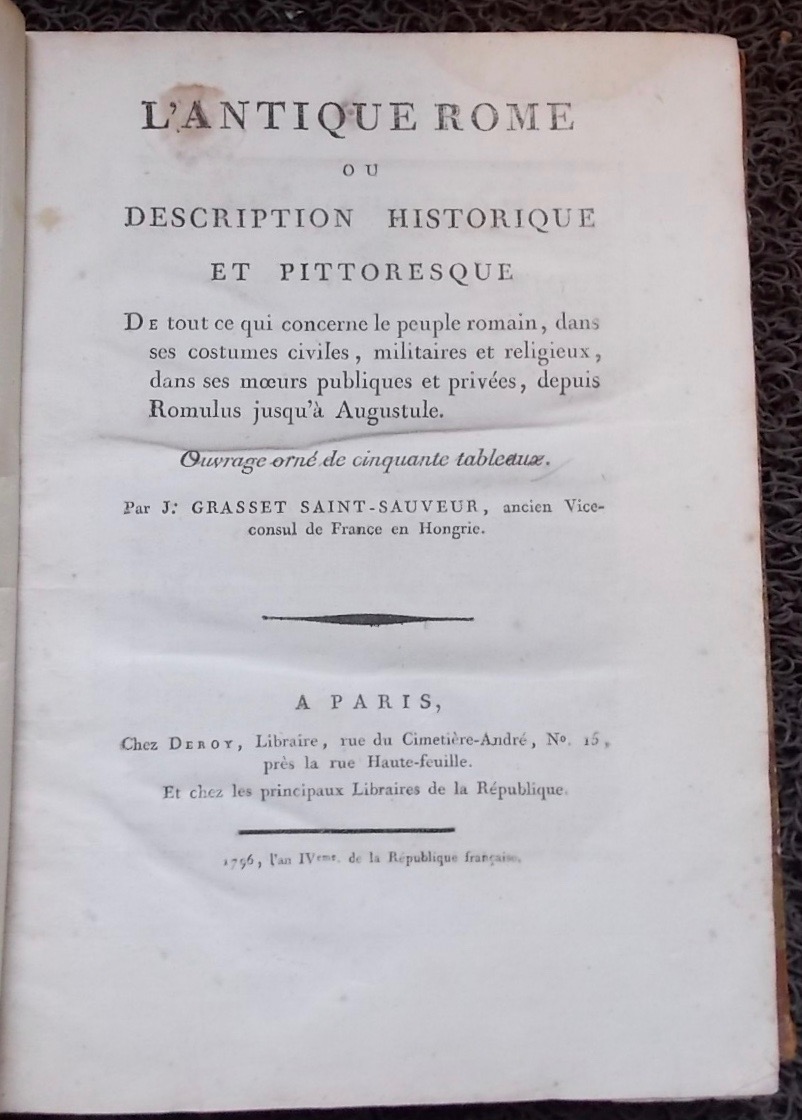 L'ANTIQUE ROME
OU
DESCRIPTION HISTORIQUE
ET PITTORESQUE
DE tout ce qui concerne le peuple romain, dans
ses costumes civiles, militaires et religieux,
dans ses mœurs publiques et privées, depuis
Romulus jusqu'à Augustule.
Ouvrage orné de cinquante tableaux.
Par J.: GRASSET SAINT-SAUVEUR, ancien Vice-
consul de France en Hongrie.
A PARIS,
Chez DEROY, Libraire, rue du Cimetière-André, Nº. 15,
près la rue Haute-feuille.
Et chez les principaux Libraires de la République.
1796, l'an IVeme. de la République française.